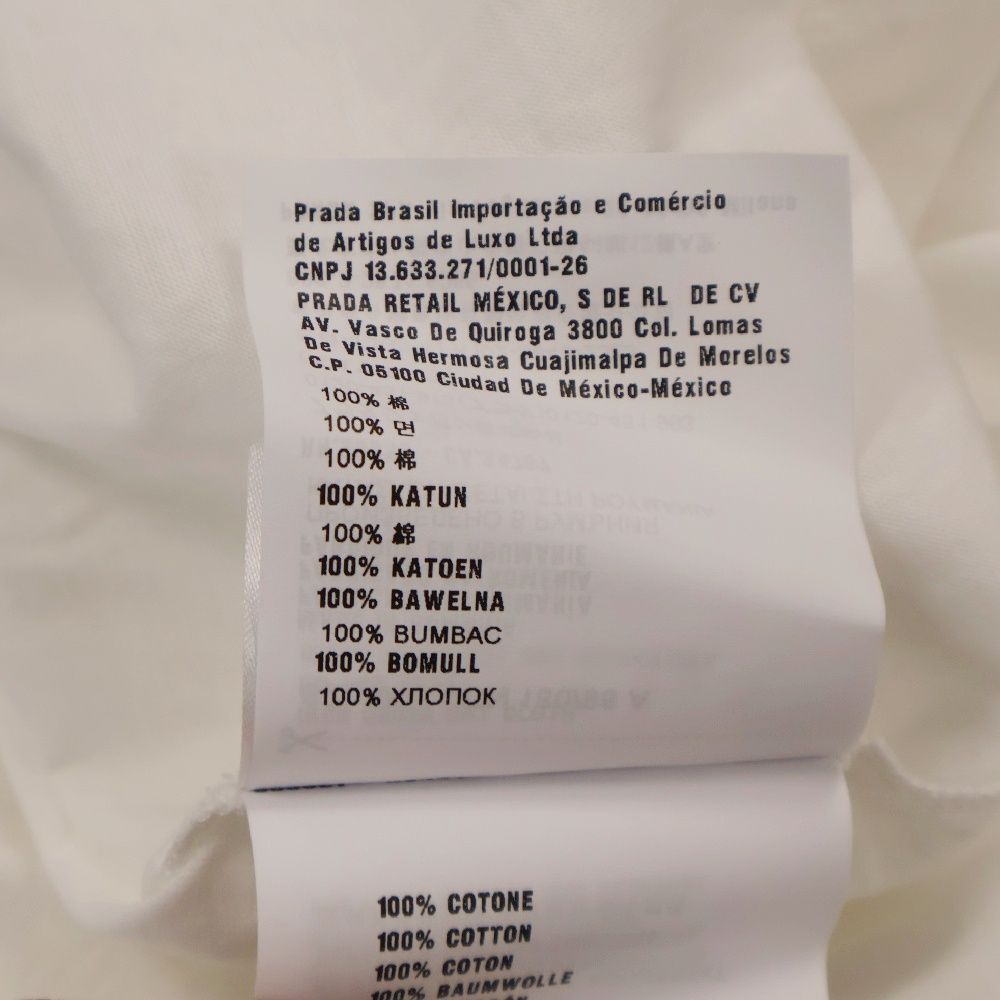 Prada Brasil Importação e Comércio
de Artigos de Luxo Ltda
CNPJ 13.633.271/0001-26
PRADA RETAIL MÉXICO, S DE RL DE CV
AV. Vasco De Quiroga 3800 Col. Lomas
De Vista Hermosa Cuajimalpa De Morelos
C.P. 05100 Ciudad De México-México
100% 棉
100% 면
100% 棉
100% KATUN
100% 綿
100% KATOEN
100% BAWELNA
100% BUMBAC
100% BOMULL
100% ХЛОПОК
100% COTONE
100% COTTON
100% COTON
100% BAUMWOLLE